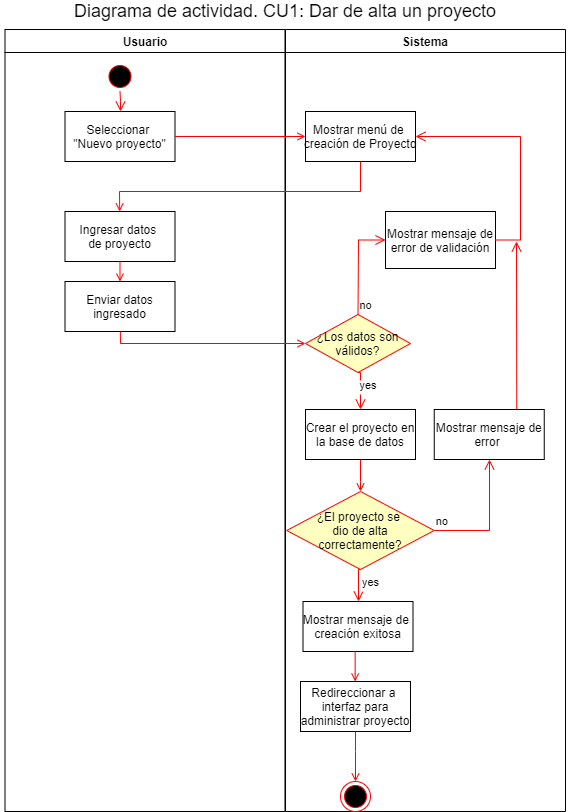 Diagrama de actividad. CU1: Dar de alta un proyecto
Usuario
Sistema
Seleccionar
"Nuevo proyecto"
Mostrar menú de
creación de Proyecto
Ingresar datos
de proyecto
Mostrar mensaje de
error de validación
Enviar datos
ingresado
no
¿Los datos son
válidos?
yes
Crear el proyecto en
la base de datos
Mostrar mensaje de
error
¿El proyecto se
dio de alta
correctamente?
no
yes
Mostrar mensaje de
creación exitosa
Redireccionar a
interfaz para
administrar proyecto